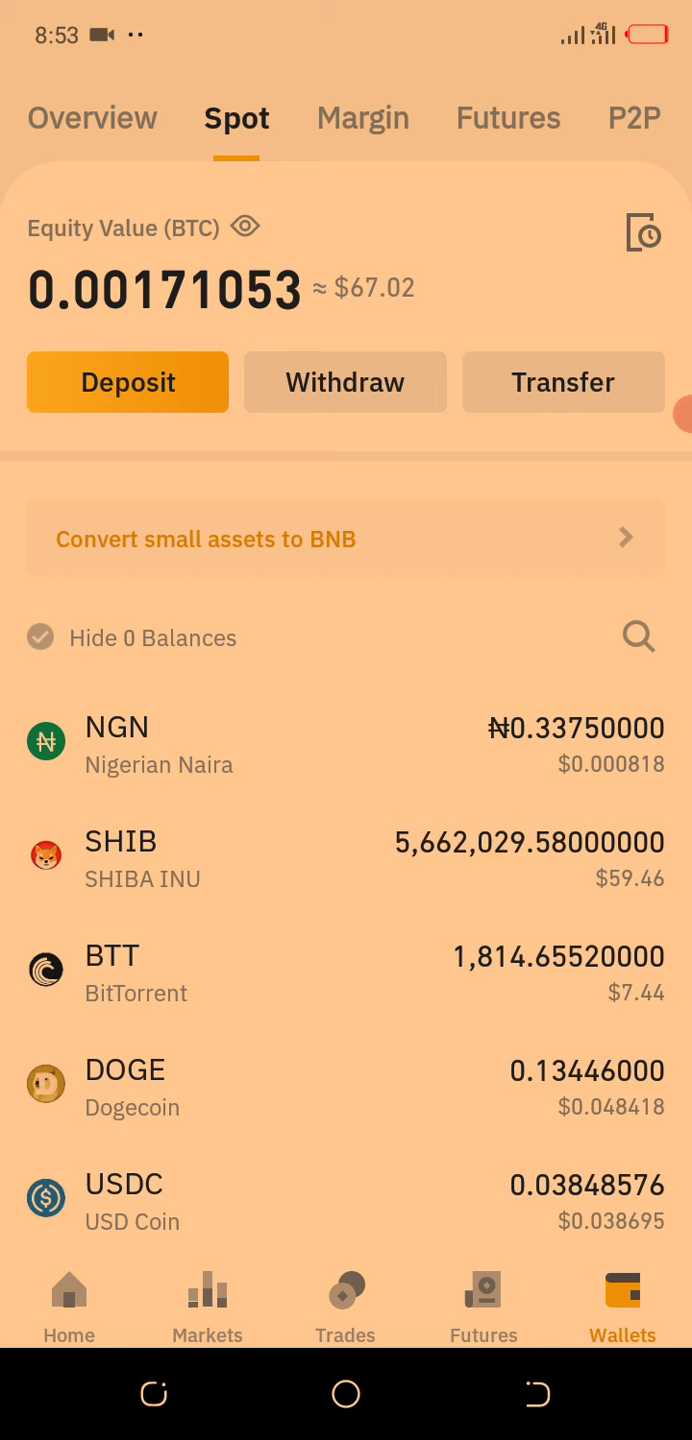 8:53
4G
Overview Spot Margin Futures P2P
Equity Value (BTC)
0.00171053 ≈ $67.02
Deposit Withdraw Transfer
Convert small assets to BNB
Hide 0 Balances
NGN ₦0.33750000
Nigerian Naira $0.000818
SHIB 5,662,029.58000000
SHIBA INU $59.46
BTT 1,814.65520000
BitTorrent $7.44
DOGE 0.13446000
Dogecoin $0.048418
USDC 0.03848576
USD Coin $0.038695
Home Markets Trades Futures Wallets